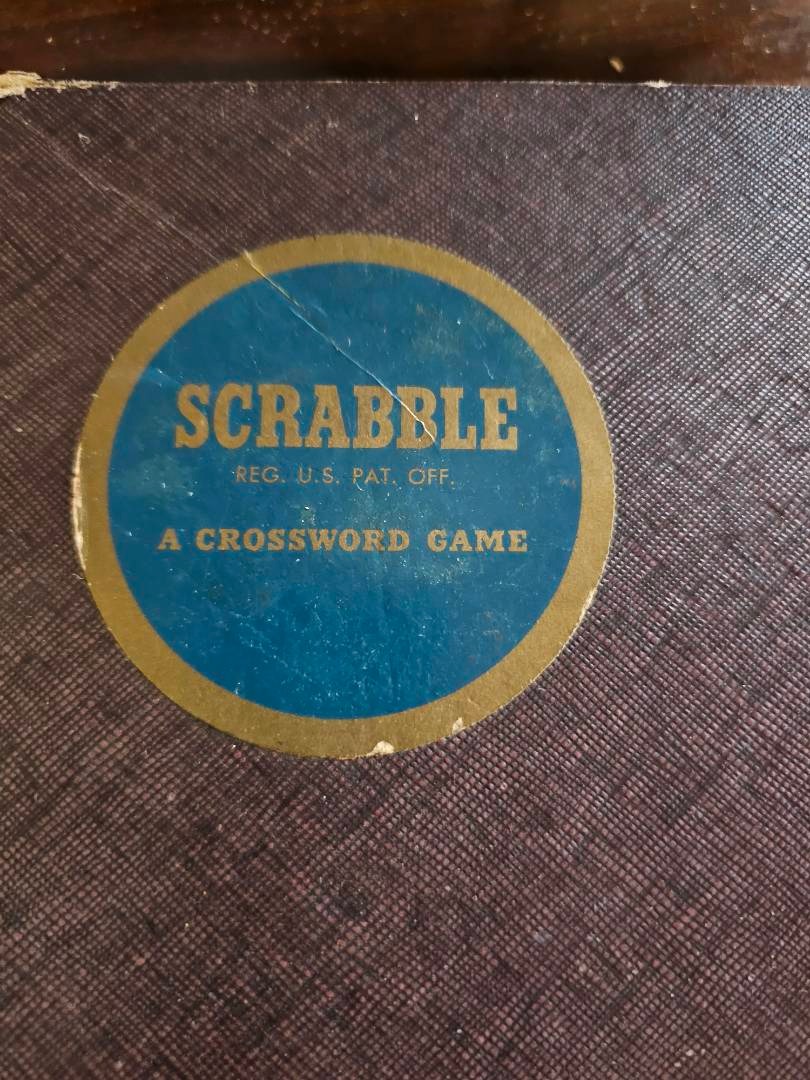 SCRABBLE
REG. U.S. PAT. OFF.
A CROSSWORD GAME